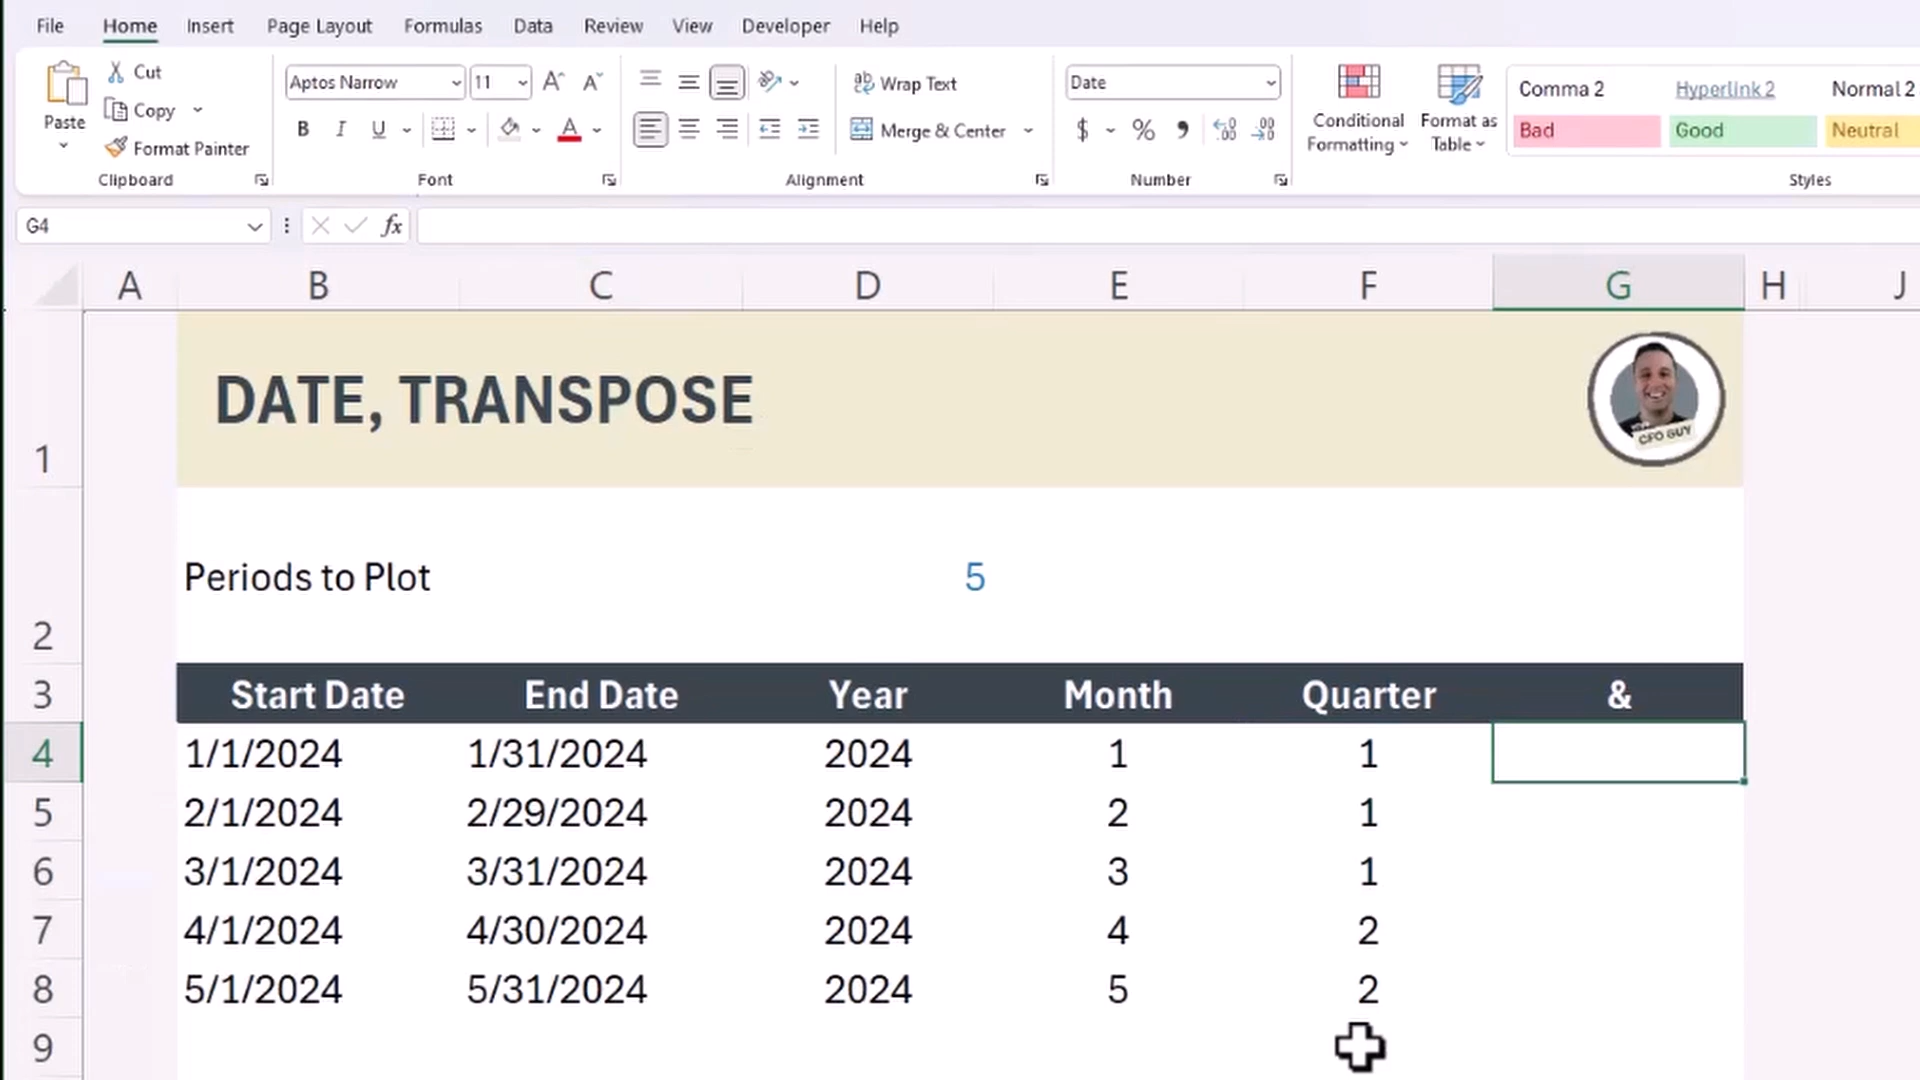 File Home Insert Page Layout Formulas Data Review View Developer Help
Paste
Cut
Copy
Format Painter
Clipboard
Aptos Narrow 11 A^ A˅
B I U A
Font
ab Wrap Text
Merge & Center
Alignment
Date
$ % , .00 .00
Number
Conditional Formatting
Format as Table
Comma 2 Hyperlink 2 Normal 2
Bad Good Neutral
Styles
G4 fx
A B C D E F G H J
1 DATE, TRANSPOSE
CFO GUY
2 Periods to Plot 5
3 Start Date End Date Year Month Quarter &
4 1/1/2024 1/31/2024 2024 1 1
5 2/1/2024 2/29/2024 2024 2 1
6 3/1/2024 3/31/2024 2024 3 1
7 4/1/2024 4/30/2024 2024 4 2
8 5/1/2024 5/31/2024 2024 5 2
9